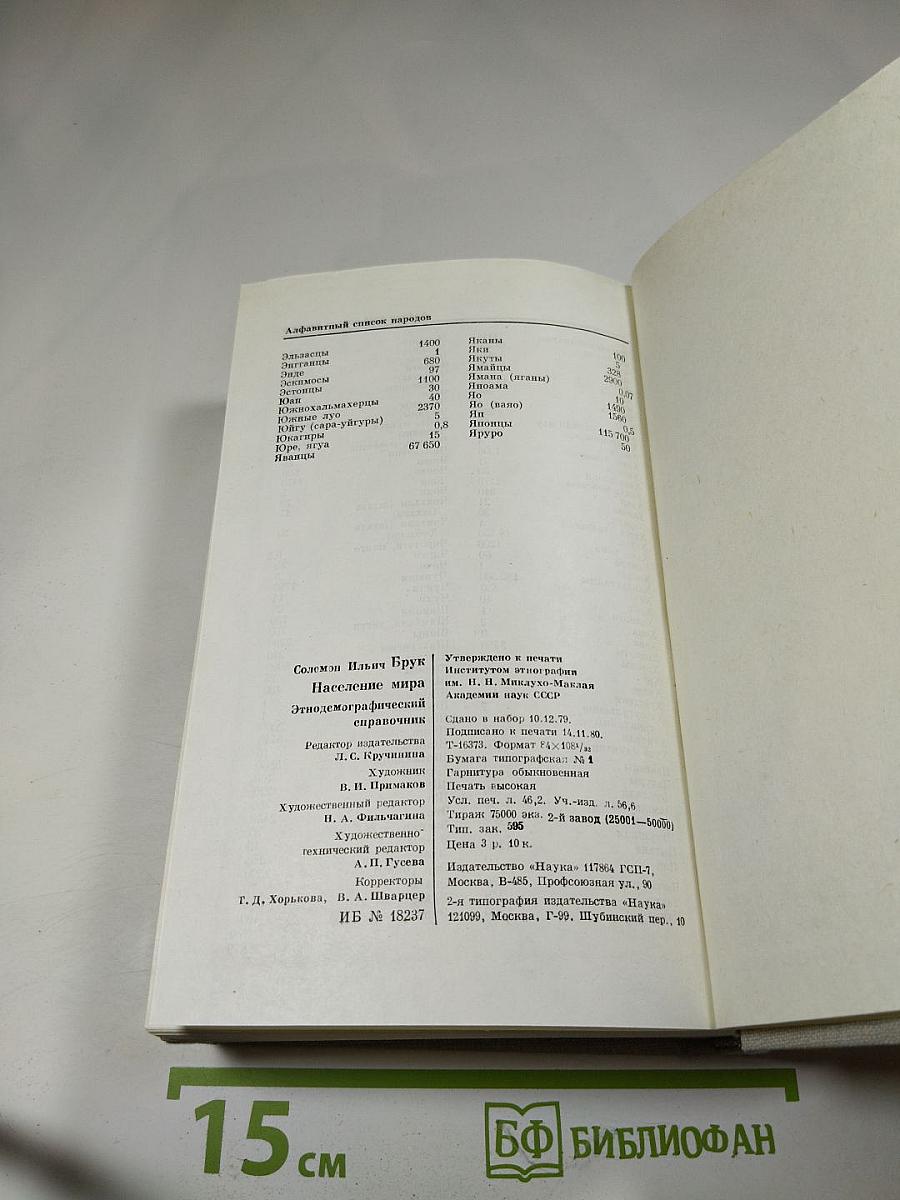 Алфавитный список народов
Эльзасцы 1400
Энгганцы 1
Энде 680
Эскимосы 97
Эстонцы 1100
Юан 30
Южнохальмахерцы 40
Южные луо 2370
Юйгу (сара-уйгуры) 5
Юкагиры 0,8
Юре, ягуа 15
Яванцы 67 650
Яканы 100
Яки 5
Якуты 328
Ямайцы 2900
Ямана (яганы) 0,07
Яноама 10
Яо 1490
Яо (ваяо) 1560
Яп 0,5
Японцы 115 700
Яруро 50
Соломон Ильич Брук
Население мира
Этнодемографический
справочник
Редактор издательства
Л. С. Кручинина
Художник
В. И. Примаков
Художественный редактор
Н. А. Фильчагина
Художественно-
технический редактор
А. П. Гусева
Корректоры
Г. Д. Хорькова, В. А. Шварцер
ИБ № 18237
Утверждено к печати
Институтом этнографии
им. Н. Н. Миклухо-Маклая
Академии наук СССР
Сдано в набор 10.12.79.
Подписано к печати 14.11.80.
Т-16373. Формат 84×108¹/₃₂
Бумага типографская № 1
Гарнитура обыкновенная
Печать высокая
Усл. печ. л. 46,2. Уч.-изд. л. 56,6
Тираж 75000 экз. 2-й завод (25001—50000)
Тип. зак. 595
Цена 3 р. 10 к.
Издательство «Наука» 117864 ГСП-7,
Москва, В-485, Профсоюзная ул., 90
2-я типография издательства «Наука»
121099, Москва, Г-99, Шубинский пер., 10
15 см
БФ БИБЛИОФАН